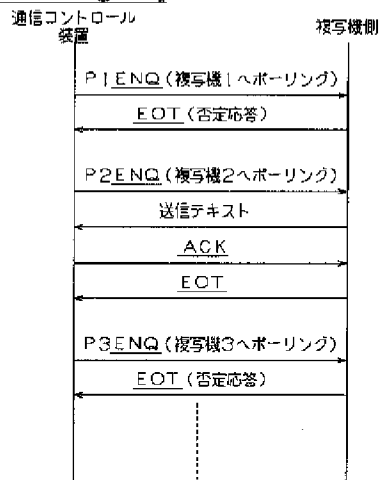 通信コントロール
装置
複写機側
P1ENQ(複写機1へポーリング)
EOT(否定応答)
P2ENQ(複写機2へポーリング)
送信テキスト
ACK
EOT
P3ENQ(複写機3へポーリング)
EOT(否定応答)